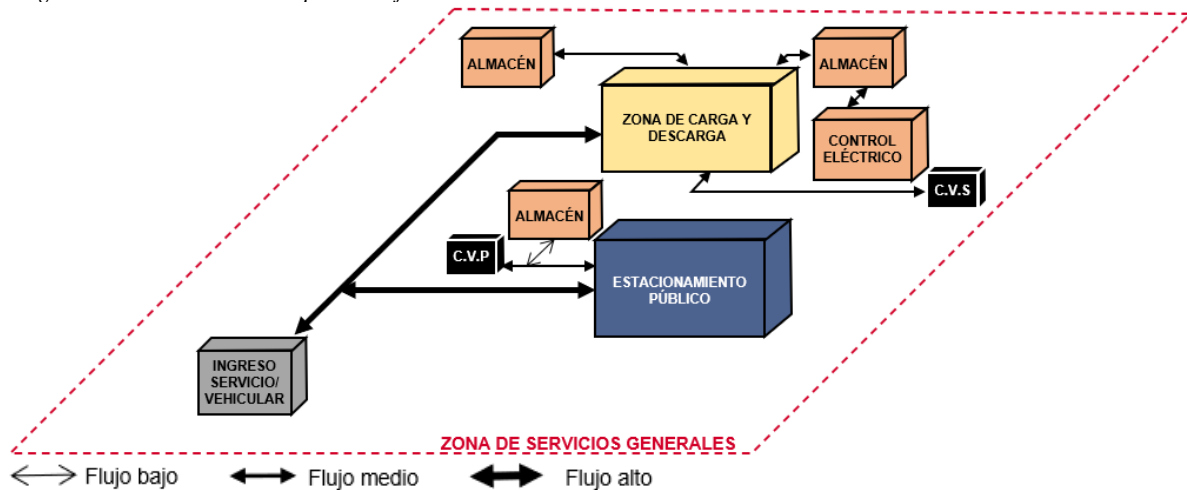 ALMACÉN
ALMACÉN
ZONA DE CARGA Y
DESCARGA
CONTROL
ELÉCTRICO
C.V.S
ALMACÉN
C.V.P
ESTACIONAMIENTO
PÚBLICO
INGRESO
SERVICIO/
VEHICULAR
ZONA DE SERVICIOS GENERALES
Flujo bajo
Flujo medio
Flujo alto